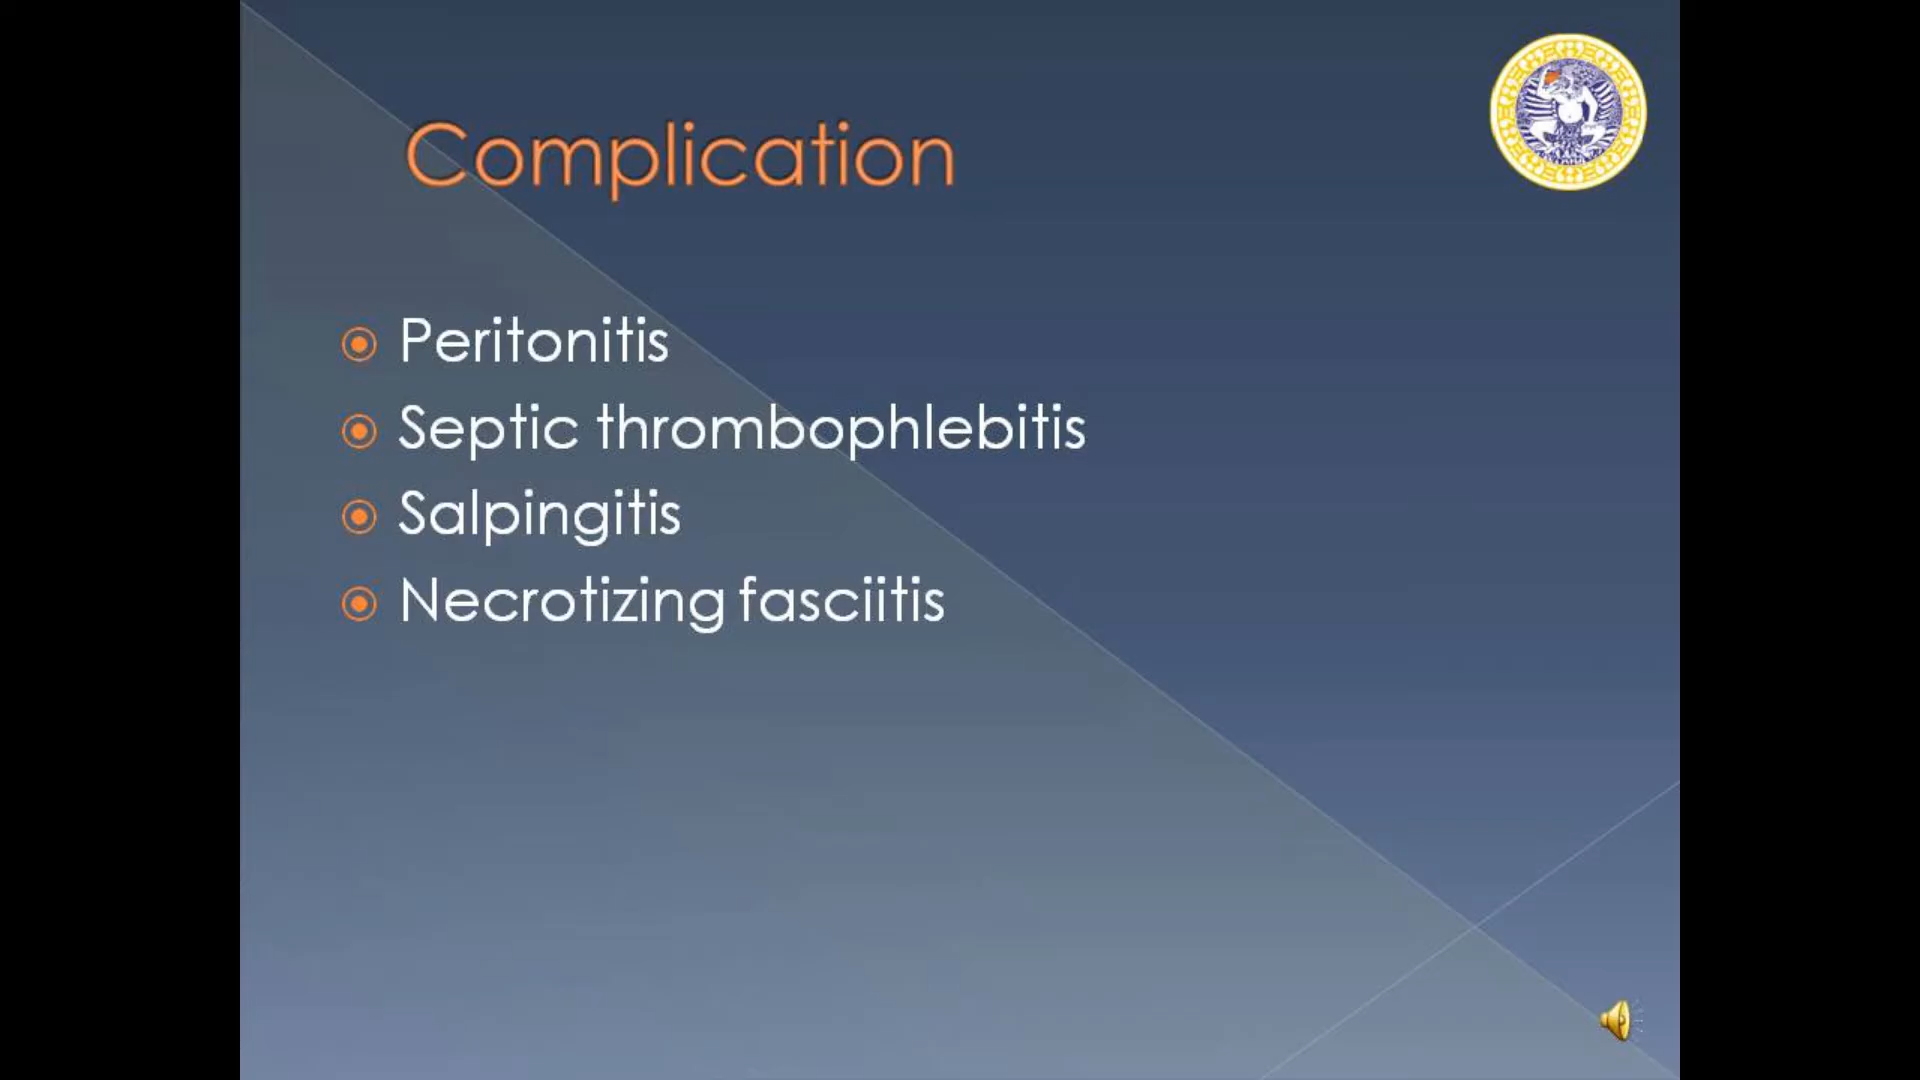 Complication
Peritonitis
Septic thrombophlebitis
Salpingitis
Necrotizing fasciitis